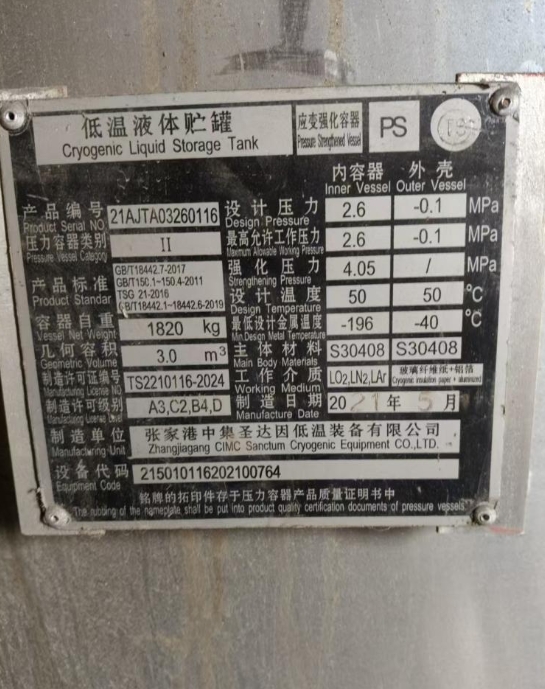 低温液体贮罐
Cryogenic Liquid Storage Tank
应变强化容器
Pressure Strengthened Vessel
PS
TS
内容器 外壳
Inner Vessel Outer Vessel
产品编号 21AJTA03260116
Product Serial NO.
设计压力 2.6 -0.1 MPa
Design Pressure
压力容器类别 II
Pressure Vessel Category
最高允许工作压力 2.6 -0.1 MPa
Maximum Allowable Working Pressure
产品标准
Product Standar
GB/T18442.7-2017
GB/T150.1~150.4-2011
TSG 21-2016
GB/T18442.1~18442.6-2019
强化压力 4.05 / MPa
Strengthening Pressure
设计温度 50 50 °C
Design Temperature
容器自重 1820 kg
Vessel Net Weight
最低设计金属温度 -196 -40 °C
Min.Design Metal Temperature
几何容积 3.0 m³
Geometric Volume
主体材料 S30408 S30408
Main Body Materials
制造许可证编号 TS2210116-2024
Manufacturing License NO
工作介质 LO2,LN2,LAr 玻璃纤维纸+铝箔
Working Medium Cryogenic insulation paper + aluminized
制造许可级别 A3,C2,B4,D
Manufacturing License
制造日期 2021年5月
Manufacture Date
制造单位 张家港中集圣达因低温装备有限公司
Manufacturing Unit Zhangjiagang CIMC Sanctum Cryogenic Equipment CO.,LTD.
设备代码 215010116202100764
Equipment Code
铭牌的拓印件存于压力容器产品质量证明书中
The rubbing of the nameplate shall be put into product quality certification documents of pressure vessels